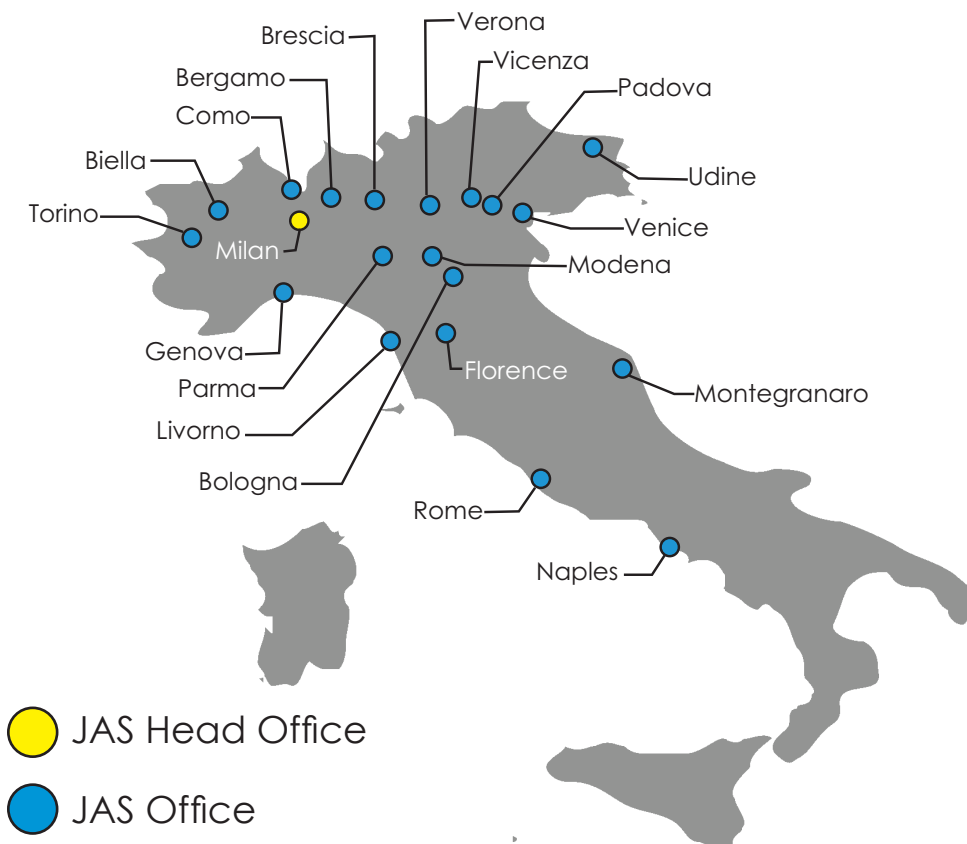 Verona
Brescia
Vicenza
Bergamo
Padova
Como
Biella
Udine
Torino
Venice
Milan
Modena
Genova
Florence
Parma
Montegranaro
Livorno
Bologna
Rome
Naples
JAS Head Office
JAS Office